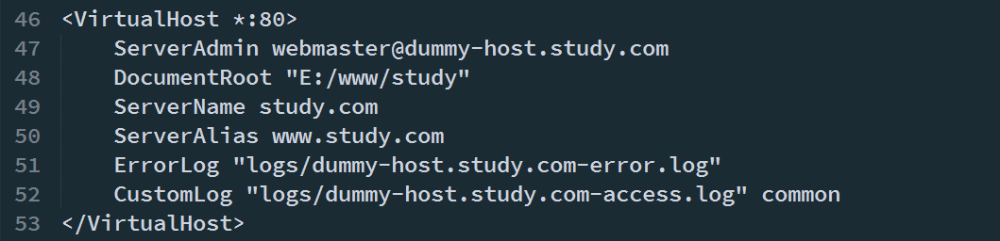 46 <VirtualHost *:80>
47     ServerAdmin webmaster@dummy-host.study.com
48     DocumentRoot "E:/www/study"
49     ServerName study.com
50     ServerAlias www.study.com
51     ErrorLog "logs/dummy-host.study.com-error.log"
52     CustomLog "logs/dummy-host.study.com-access.log" common
53 </VirtualHost>